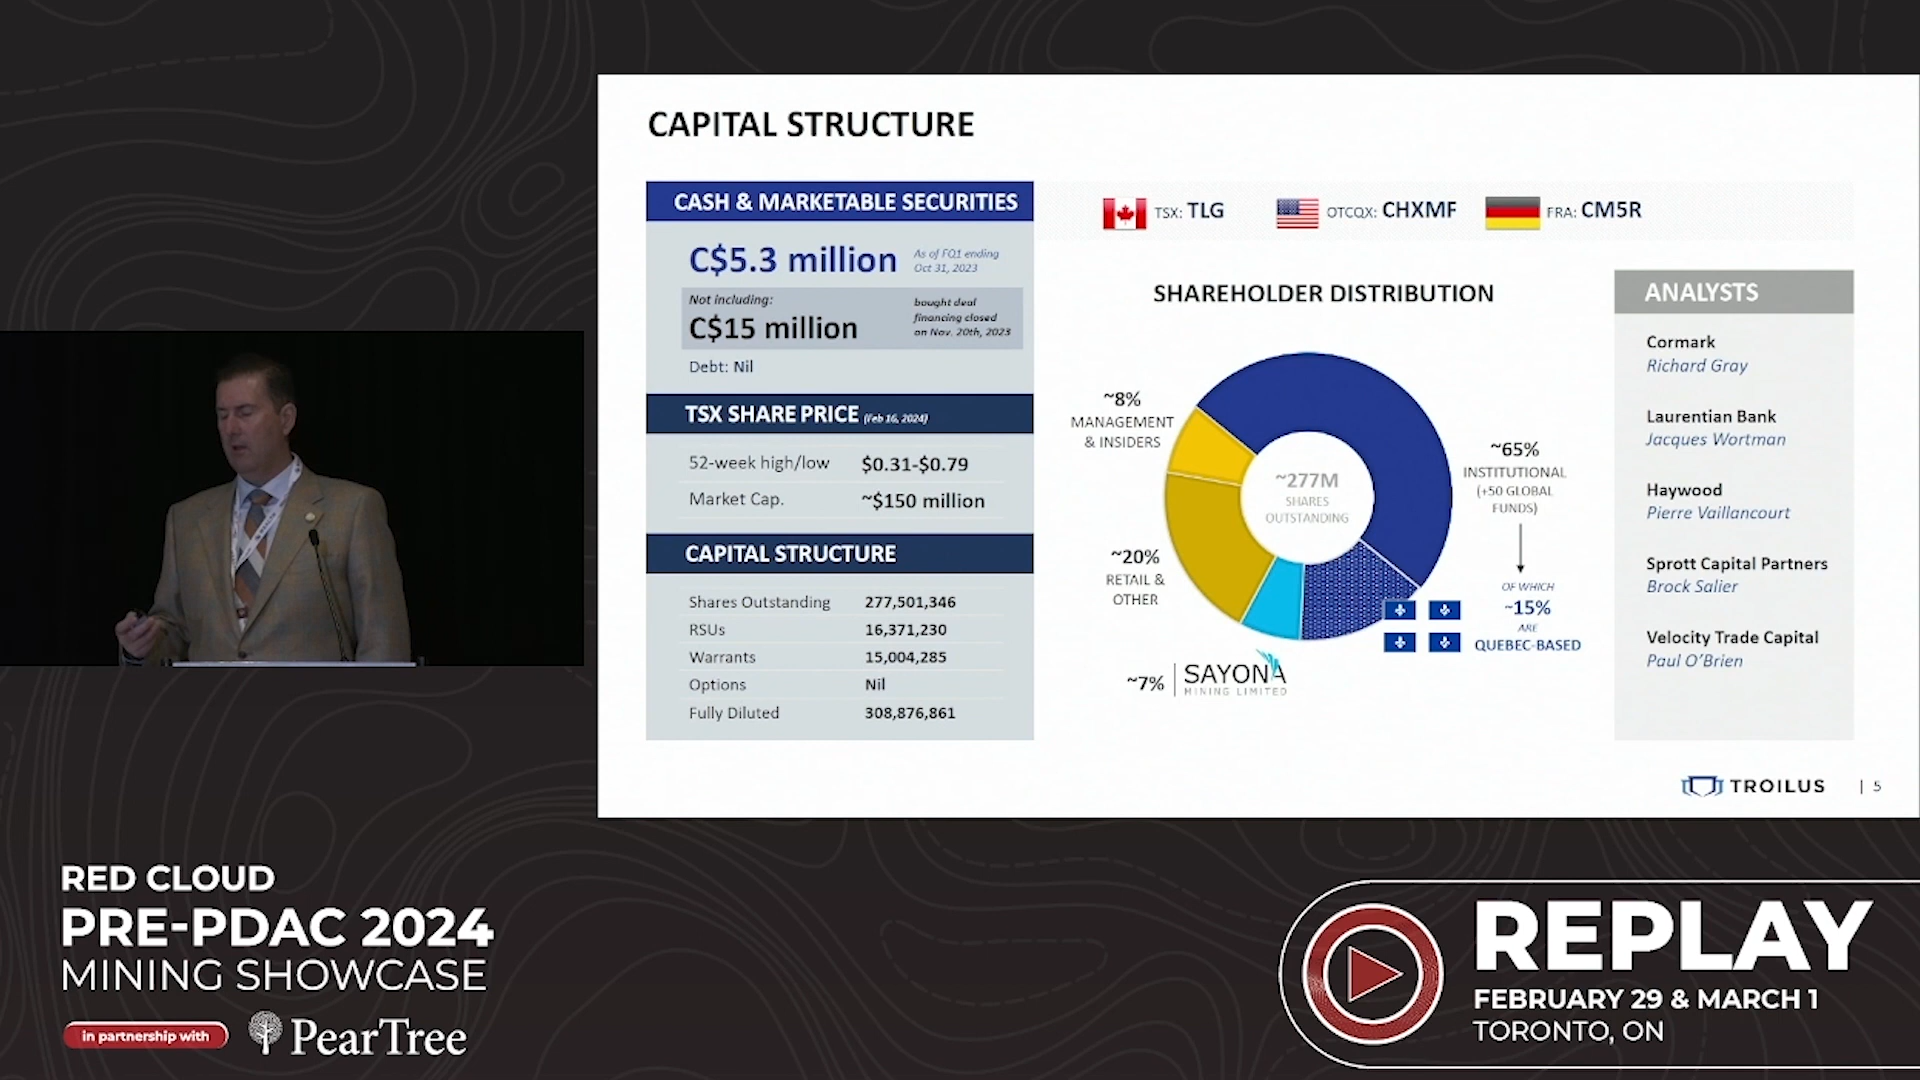 CAPITAL STRUCTURE
CASH & MARKETABLE SECURITIES
C$5.3 million
As of FQ1 ending
Oct 31, 2023
Not including:
C$15 million
bought deal
financing closed
on Nov. 20th, 2023
Debt: Nil
TSX SHARE PRICE (Feb 16, 2024)
52-week high/low $0.31-$0.79
Market Cap. ~$150 million
CAPITAL STRUCTURE
Shares Outstanding 277,501,346
RSUs 16,371,230
Warrants 15,004,285
Options Nil
Fully Diluted 308,876,861
TSX: TLG
OTCQX: CHXMF
FRA: CM5R
SHAREHOLDER DISTRIBUTION
~8%
MANAGEMENT
& INSIDERS
~20%
RETAIL &
OTHER
~277M
SHARES
OUTSTANDING
~65%
INSTITUTIONAL
(+50 GLOBAL
FUNDS)
OF WHICH
~15%
ARE
QUEBEC-BASED
~7%
SAYONA
MINING LIMITED
ANALYSTS
Cormark
Richard Gray
Laurentian Bank
Jacques Wortman
Haywood
Pierre Vaillancourt
Sprott Capital Partners
Brock Salier
Velocity Trade Capital
Paul O'Brien
TROILUS | 5
RED CLOUD
PRE-PDAC 2024
MINING SHOWCASE
in partnership with
PearTree
REPLAY
FEBRUARY 29 & MARCH 1
TORONTO, ON